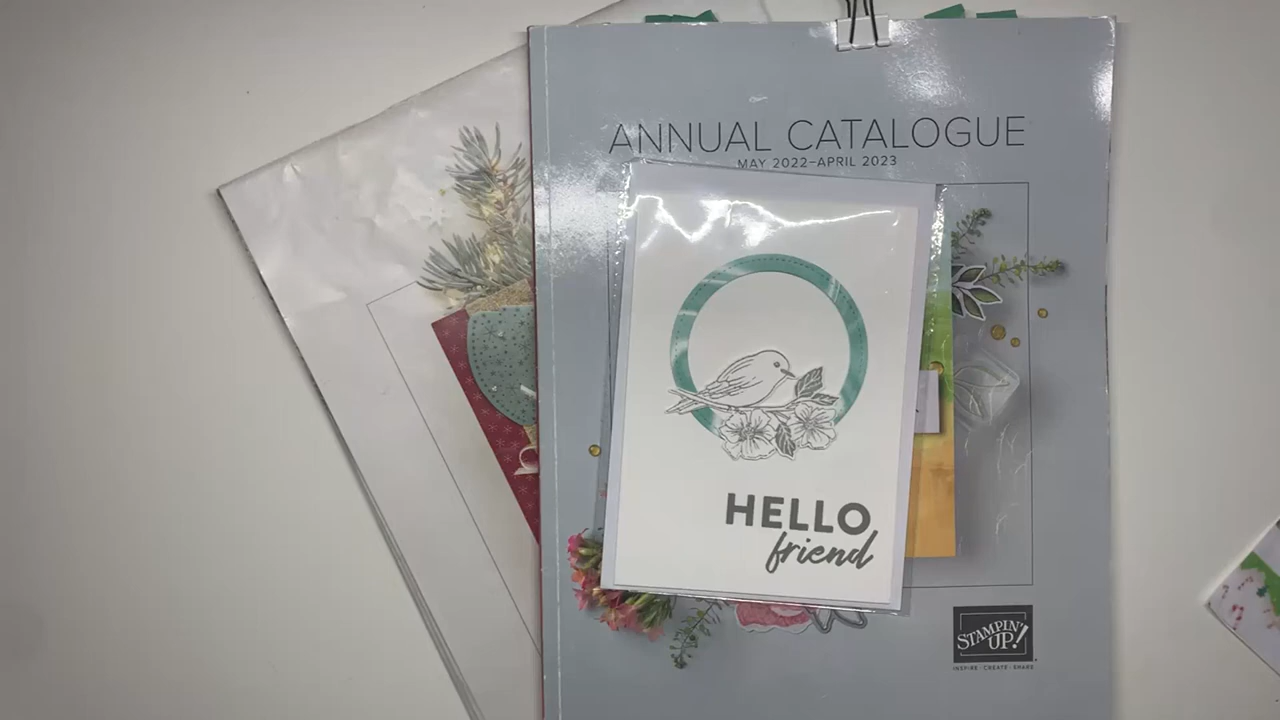 ANNUAL CATALOGUE
MAY 2022–APRIL 2023
HELLO
friend
STAMPIN' UP!
INSPIRE · CREATE · SHARE